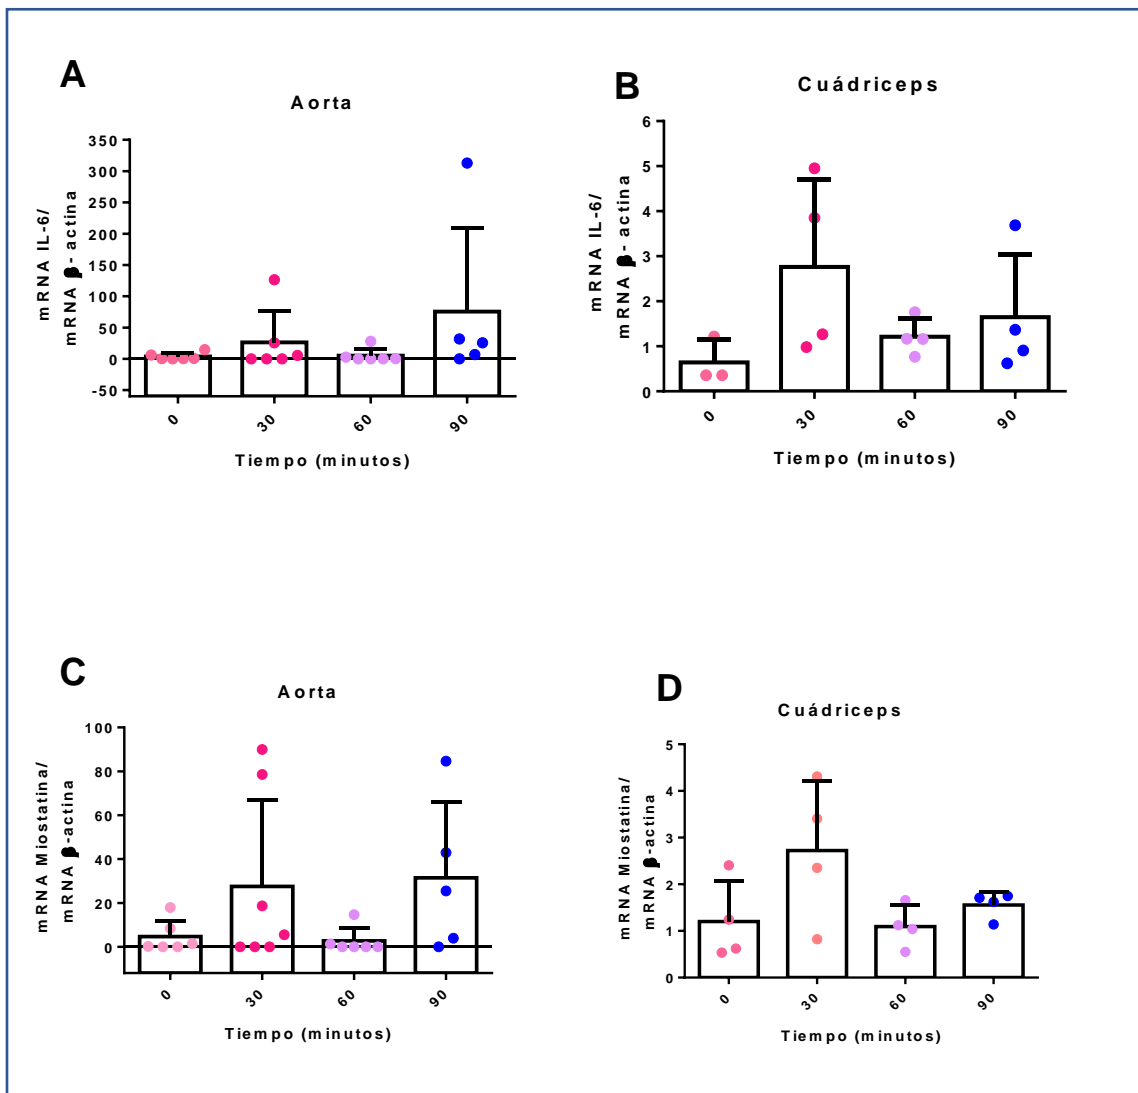 A
Aorta
mRNA IL-6/
mRNA β- actina
350
300
250
200
150
100
50
0
-50
0
30
60
90
Tiempo (minutos)
B
Cuádriceps
mRNA IL-6/
mRNA β- actina
6
5
4
3
2
1
0
0
30
60
90
Tiempo (minutos)
C
Aorta
mRNA Miostatina/
mRNA β-actina
100
80
60
40
20
0
0
30
60
90
Tiempo (minutos)
D
Cuádriceps
mRNA Miostatina/
mRNA β-actina
5
4
3
2
1
0
0
30
60
90
Tiempo (minutos)